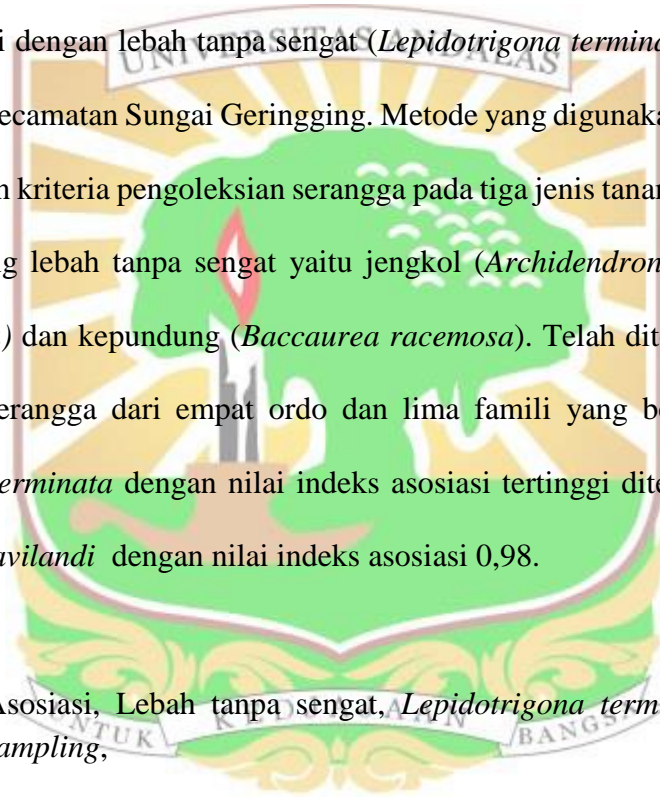 i dengan lebah tanpa sengat (Lepidotrigona termina
UNIVERSITAS ANDALAS
ecamatan Sungai Geringging. Metode yang digunaka
n kriteria pengoleksian serangga pada tiga jenis tanar
g lebah tanpa sengat yaitu jengkol (Archidendron
) dan kepundung (Baccaurea racemosa). Telah dit
erangga dari empat ordo dan lima famili yang b
erminata dengan nilai indeks asosiasi tertinggi dite
avilandi dengan nilai indeks asosiasi 0,98.
Asosiasi, Lebah tanpa sengat, Lepidotrigona term
UNTUK KEDJAJAAN BANGSA
ampling,